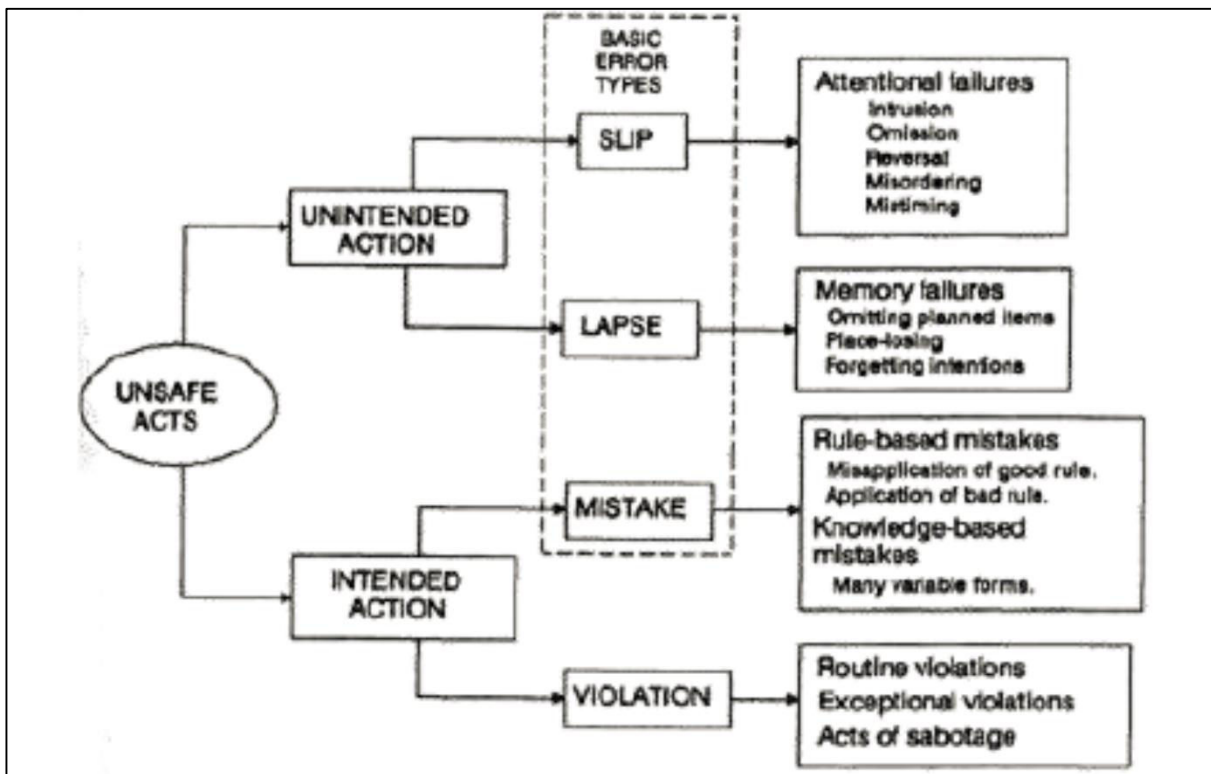 BASIC
ERROR
TYPES
UNSAFE
ACTS
UNINTENDED
ACTION
SLIP
Attentional failures
Intrusion
Omission
Reversal
Misordering
Mistiming
LAPSE
Memory failures
Omitting planned items
Place-losing
Forgetting intentions
INTENDED
ACTION
MISTAKE
Rule-based mistakes
Misapplication of good rule.
Application of bad rule.
Knowledge-based
mistakes
Many variable forms.
VIOLATION
Routine violations
Exceptional violations
Acts of sabotage